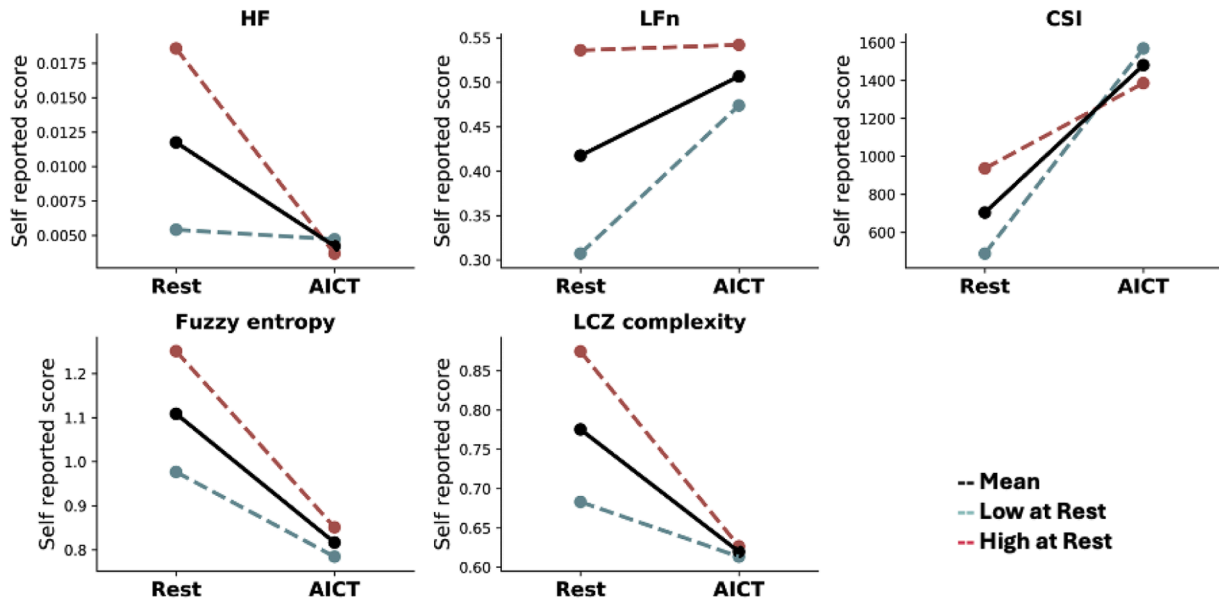 HF
Self reported score
0.0175
0.0150
0.0125
0.0100
0.0075
0.0050
Rest AICT
LFn
Self reported score
0.55
0.50
0.45
0.40
0.35
0.30
Rest AICT
CSI
Self reported score
1600
1400
1200
1000
800
600
Rest AICT
Fuzzy entropy
Self reported score
1.2
1.1
1.0
0.9
0.8
Rest AICT
LCZ complexity
Self reported score
0.85
0.80
0.75
0.70
0.65
0.60
Rest AICT
Mean
Low at Rest
High at Rest